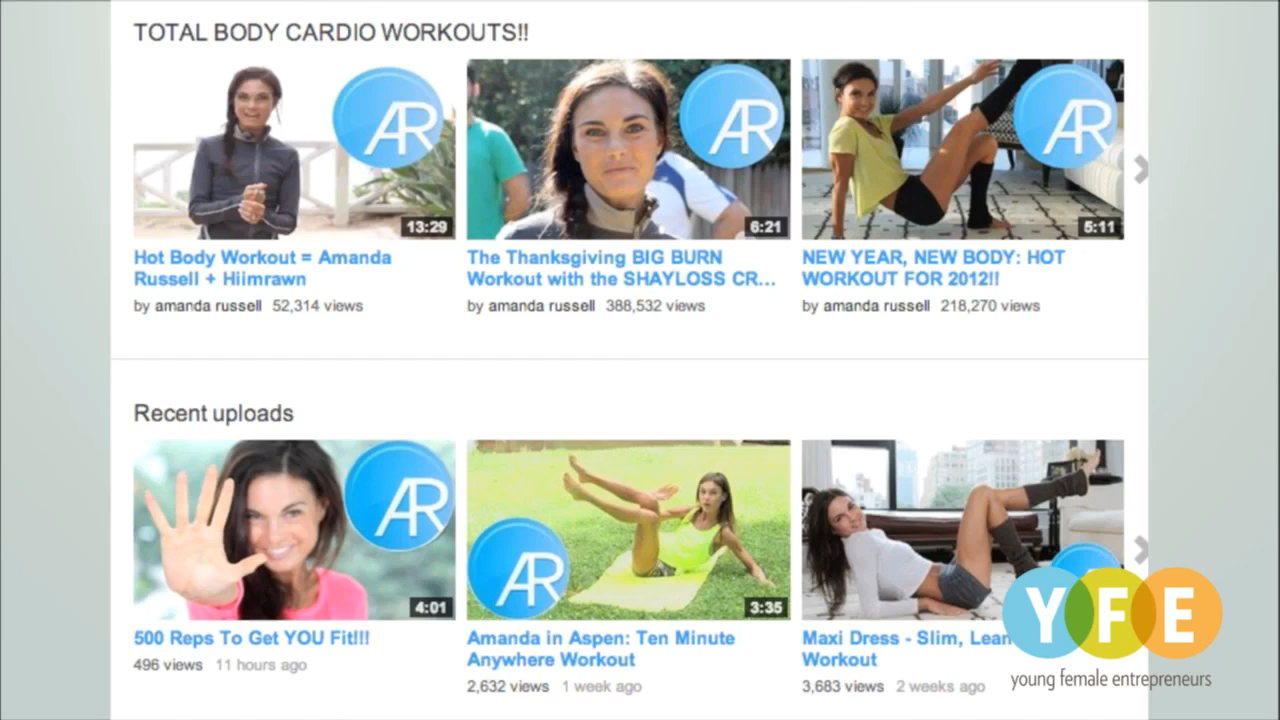 TOTAL BODY CARDIO WORKOUTS!!
AR
AR
AR
13:29
6:21
5:11
Hot Body Workout = Amanda
Russell + Hiimrawn
by amanda russell 52,314 views
The Thanksgiving BIG BURN
Workout with the SHAYLOSS CR...
by amanda russell 388,532 views
NEW YEAR, NEW BODY: HOT
WORKOUT FOR 2012!!
by amanda russell 218,270 views
Recent uploads
AR
AR
4:01
3:35
500 Reps To Get YOU Fit!!!
496 views 11 hours ago
Amanda in Aspen: Ten Minute
Anywhere Workout
2,632 views 1 week ago
Maxi Dress - Slim, Lean
Workout
3,683 views 2 weeks ago
YFE
young female entrepreneurs